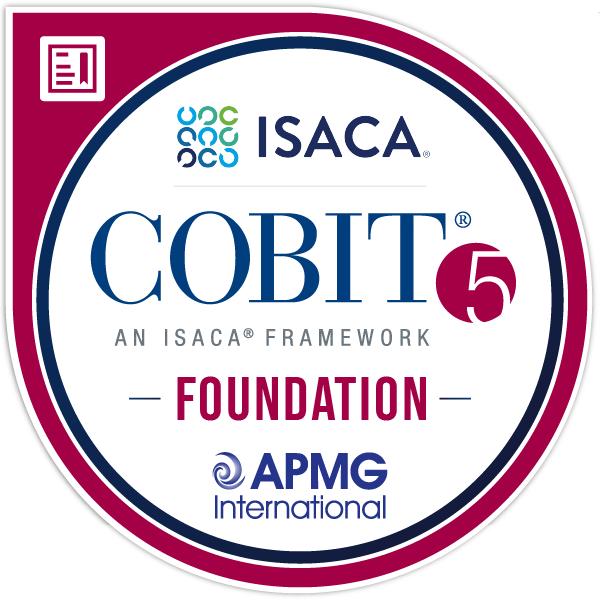 ISACA®
COBIT® 5
AN ISACA® FRAMEWORK
FOUNDATION
APMG
International